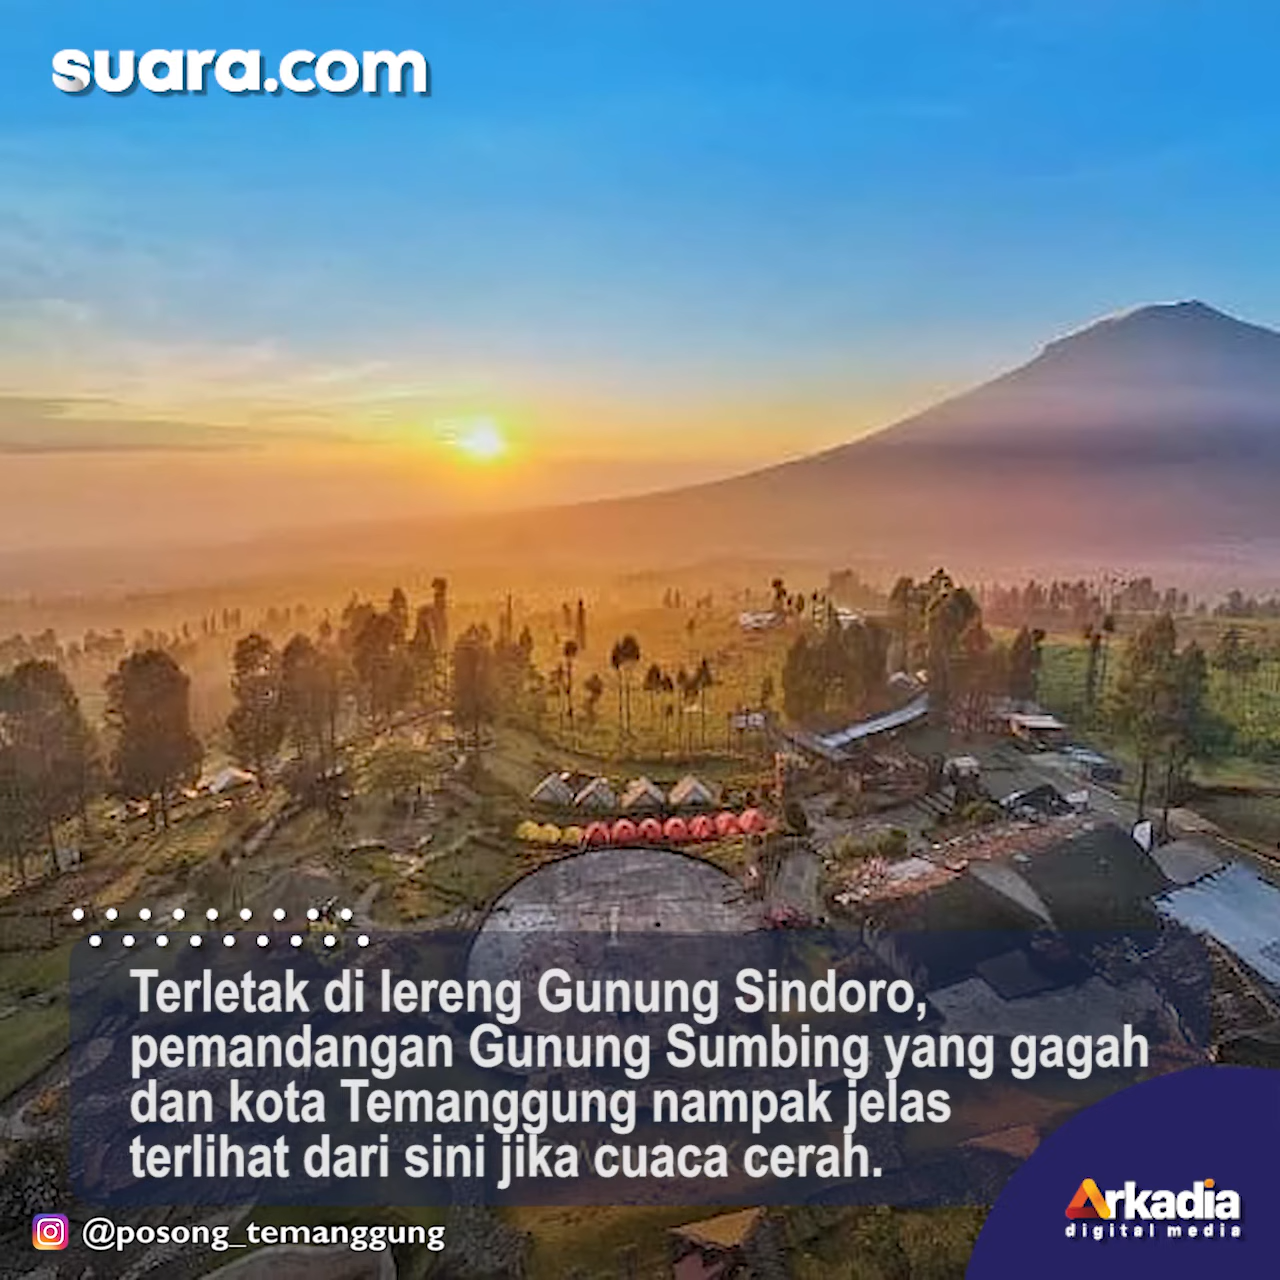 suara.com
Terletak di lereng Gunung Sindoro,
pemandangan Gunung Sumbing yang gagah
dan kota Temanggung nampak jelas
terlihat dari sini jika cuaca cerah.
@posong_temanggung
Arkadia
digital media